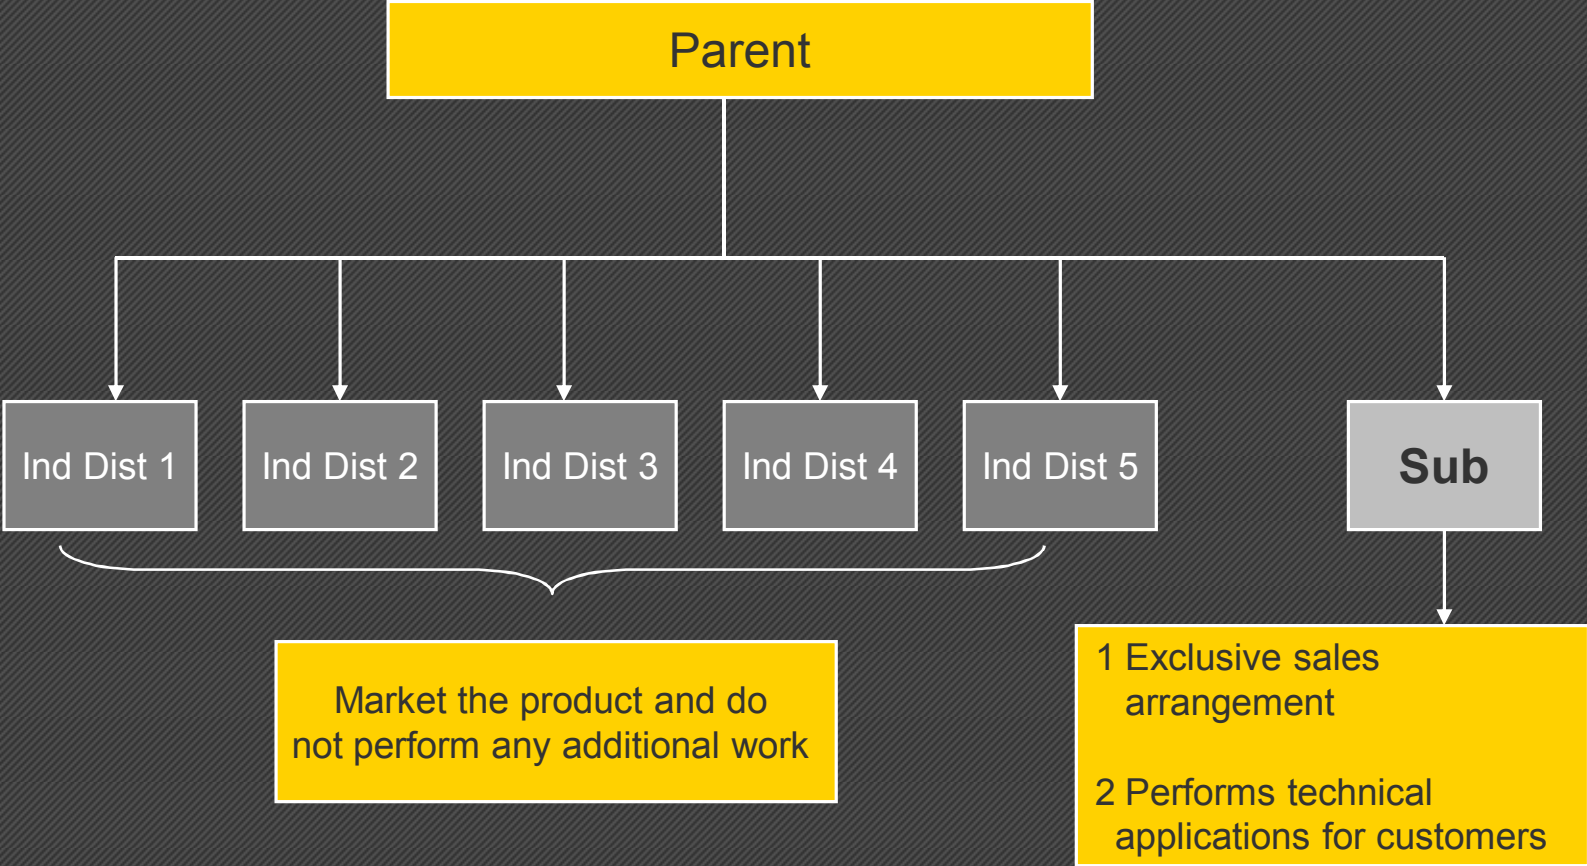 Parent
Ind Dist 1
Ind Dist 2
Ind Dist 3
Ind Dist 4
Ind Dist 5
Sub
Market the product and do
not perform any additional work
1 Exclusive sales
arrangement
2 Performs technical
applications for customers